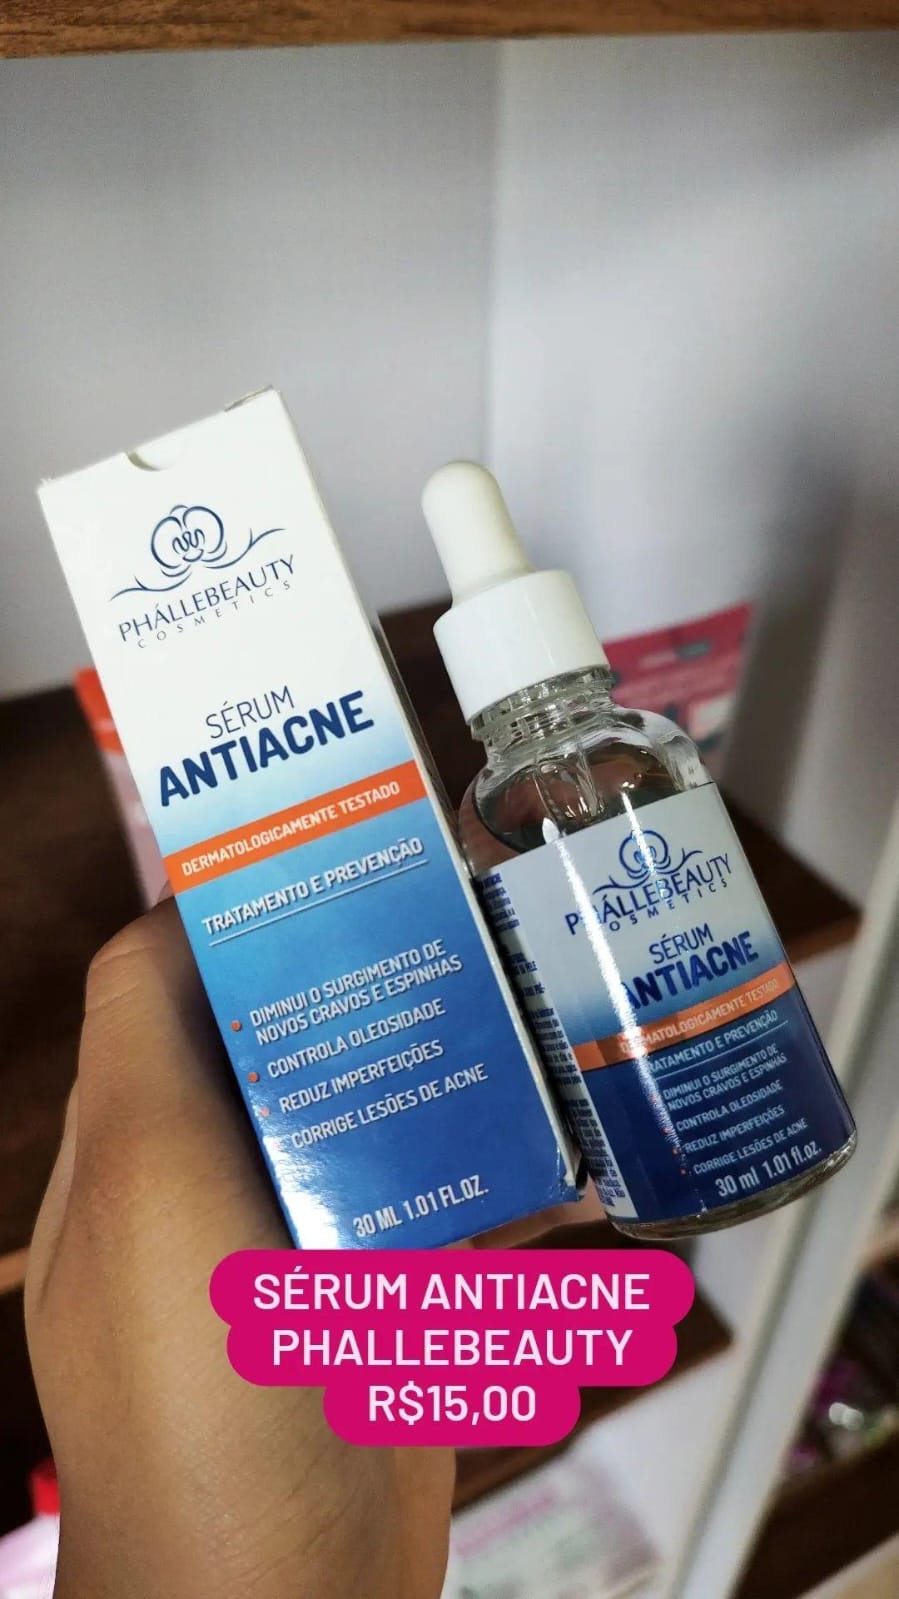 PHÁLLEBEAUTY
COSMETICS
SÉRUM
ANTIACNE
DERMATOLOGICAMENTE TESTADO
TRATAMENTO E PREVENÇÃO
DIMINUI O SURGIMENTO DE
NOVOS CRAVOS E ESPINHAS
CONTROLA OLEOSIDADE
REDUZ IMPERFEIÇÕES
CORRIGE LESÕES DE ACNE
30 ML 1.01 FL.OZ.
PHÁLLEBEAUTY
COSMETICS
SÉRUM
ANTIACNE
DERMATOLOGICAMENTE TESTADO
TRATAMENTO E PREVENÇÃO
DIMINUI O SURGIMENTO DE
NOVOS CRAVOS E ESPINHAS
CONTROLA OLEOSIDADE
REDUZ IMPERFEIÇÕES
CORRIGE LESÕES DE ACNE
30 ml 1.01 fl.oz.
SÉRUM ANTIACNE
PHALLEBEAUTY
R$15,00